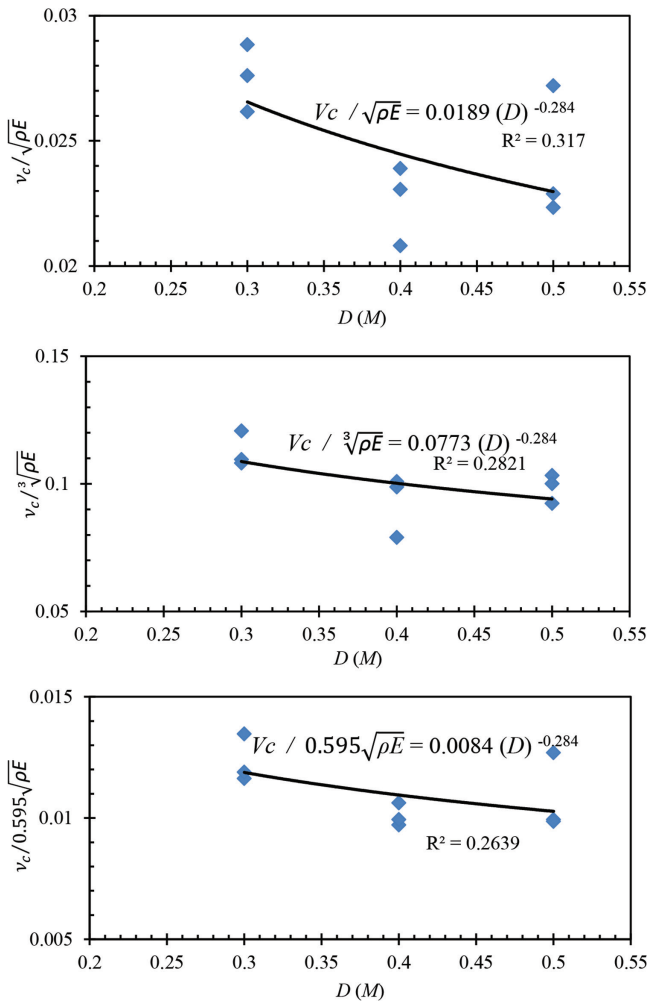 0.03
0.025
0.02
0.2 0.25 0.3 0.35 0.4 0.45 0.5 0.55
D (M)
ν_c/√ρE
Vc / √ρE = 0.0189 (D) ^-0.284
R² = 0.317
0.15
0.1
0.05
0.2 0.25 0.3 0.35 0.4 0.45 0.5 0.55
D (M)
ν_c/∛ρE
Vc / ∛ρE = 0.0773 (D) ^-0.284
R² = 0.2821
0.015
0.01
0.005
0.2 0.25 0.3 0.35 0.4 0.45 0.5 0.55
D (M)
ν_c/0.595√ρE
Vc / 0.595√ρE = 0.0084 (D) ^-0.284
R² = 0.2639